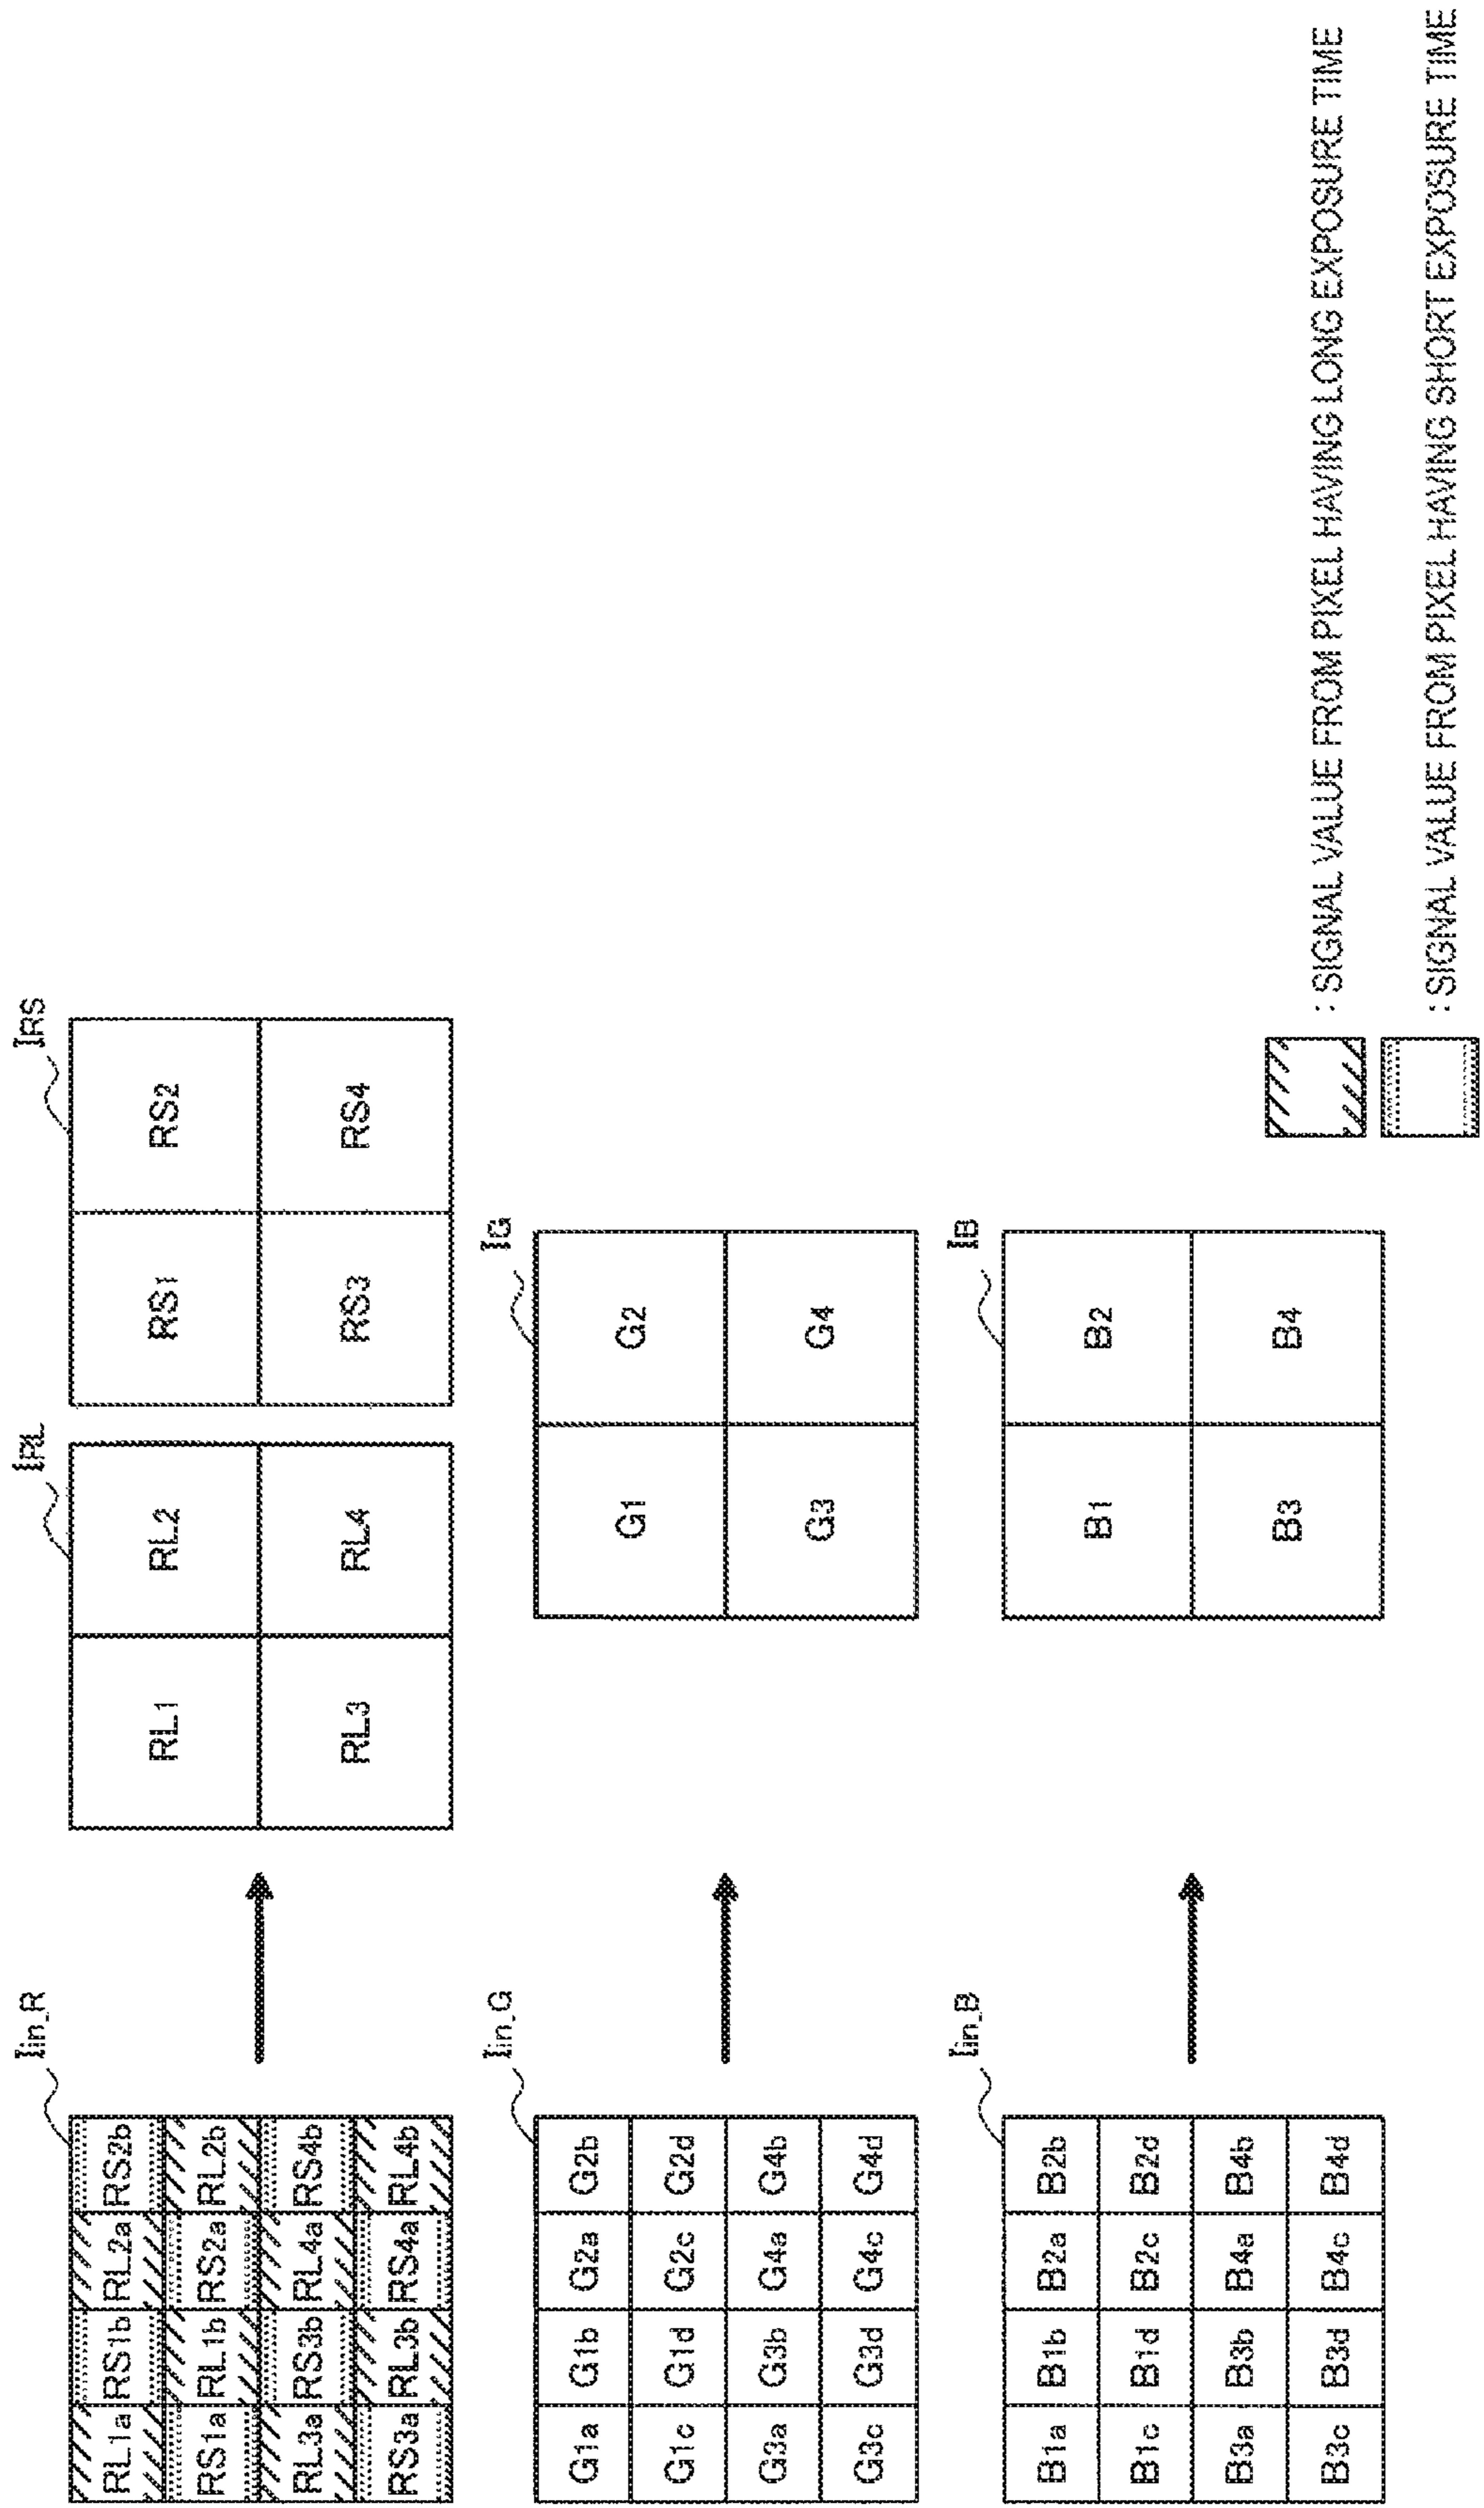 Iin_R
RL1a RS1b RL2a RS2b
RS1a RL1b RS2a RL2b
RL3a RS3b RL4a RS4b
RS3a RL3b RS4a RL4b
IRL
RL1 RL2
RL3 RL4
IRS
RS1 RS2
RS3 RS4
Iin_G
G1a G1b G2a G2b
G1c G1d G2c G2d
G3a G3b G4a G4b
G3c G3d G4c G4d
IG
G1 G2
G3 G4
Iin_B
B1a B1b B2a B2b
B1c B1d B2c B2d
B3a B3b B4a B4b
B3c B3d B4c B4d
IB
B1 B2
B3 B4
: SIGNAL VALUE FROM PIXEL HAVING LONG EXPOSURE TIME
: SIGNAL VALUE FROM PIXEL HAVING SHORT EXPOSURE TIME